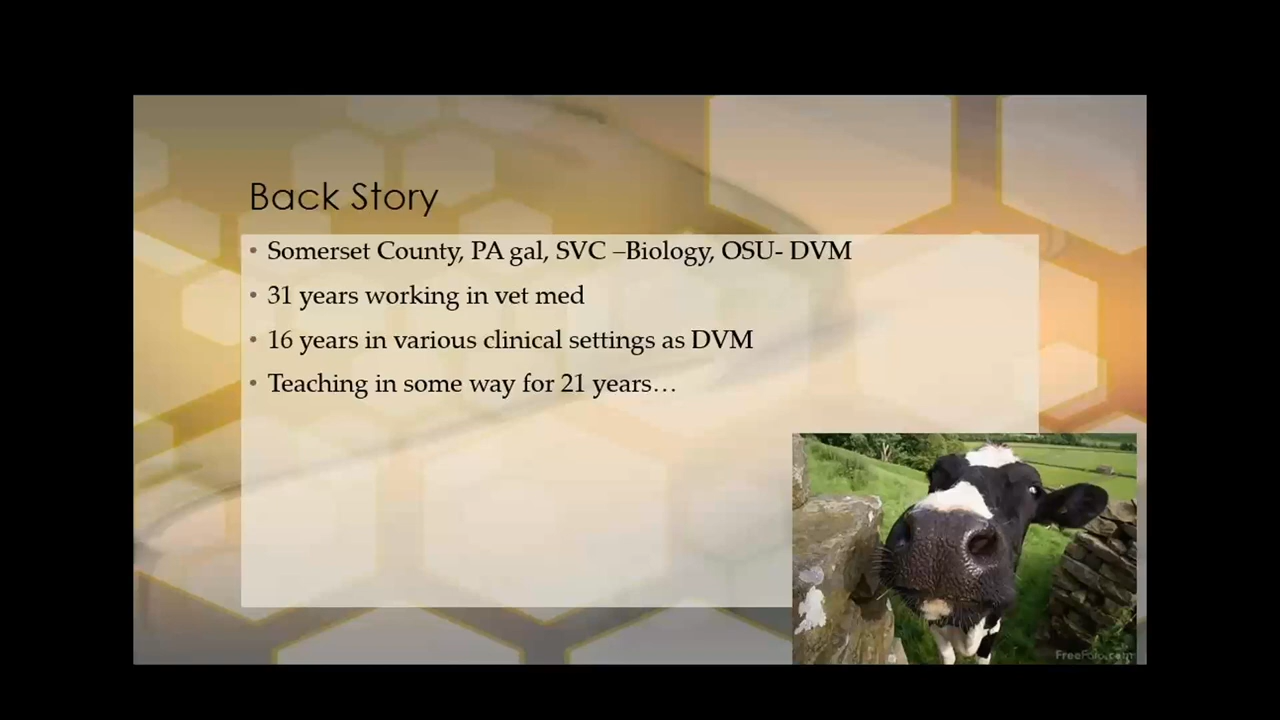 Back Story
• Somerset County, PA gal, SVC –Biology, OSU- DVM
• 31 years working in vet med
• 16 years in various clinical settings as DVM
• Teaching in some way for 21 years…
FreeFoto.com